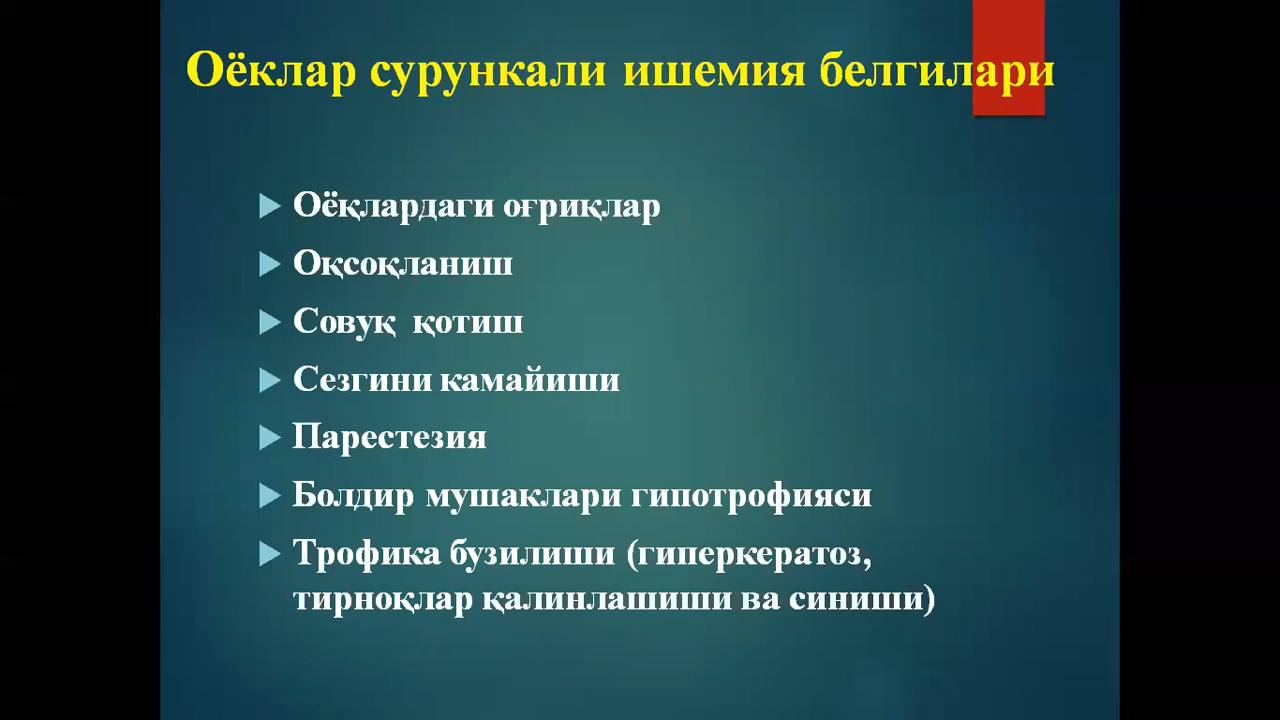 Оёклар сурункали ишемия белгилари
Оёқлардаги оғриқлар
Оқсоқланиш
Совуқ қотиш
Сезгини камайиши
Парестезия
Болдир мушаклари гипотрофияси
Трофика бузилиши (гиперкератоз,
тирноқлар қалинлашиши ва синиши)